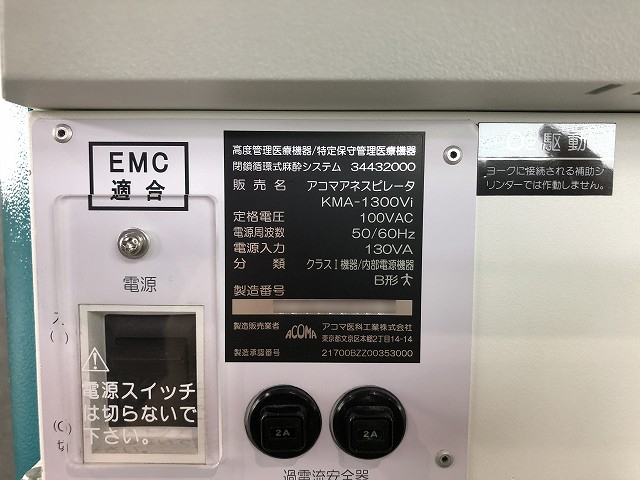 EMC
適合
電源
電源スイッチ
は切らないで
下さい。
高度管理医療機器/特定保守管理医療機器
閉鎖循環式麻酔システム 34432000
販売名 アコマアネスピレータ
KMA-1300Vi
定格電圧 100VAC
電源周波数 50/60Hz
電源入力 130VA
分類 クラスⅠ機器/内部電源機器
B形
製造番号
製造販売業者 ACOMA アコマ医科工業株式会社
東京都文京区本郷2丁目14-14
製造承認番号 21700BZZ00353000
2A
2A
過電流安全器
駆動
ヨークに接続される補助シ
リンターでは作動しません。